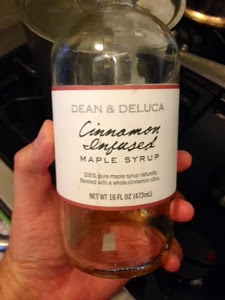 DEAN & DELUCA
Cinnamon
Infused
MAPLE SYRUP
100% pure maple syrup naturally
flavored with a whole cinnamon stick.
NET WT 16 FL OZ (473mL)